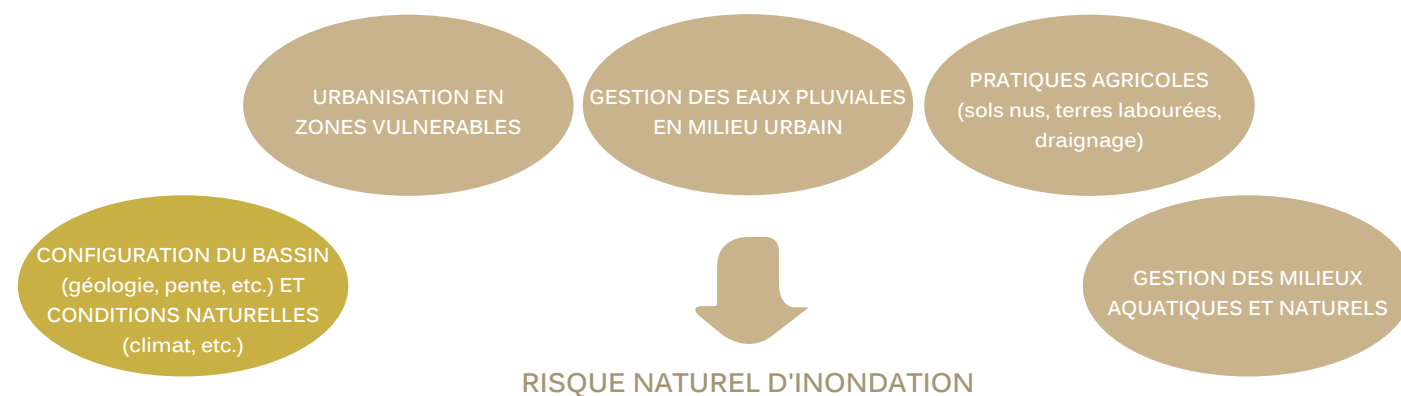 URBANISATION EN
ZONES VULNERABLES
GESTION DES EAUX PLUVIALES
EN MILIEU URBAIN
PRATIQUES AGRICOLES
(sols nus, terres labourées,
draignage)
CONFIGURATION DU BASSIN
(géologie, pente, etc.) ET
CONDITIONS NATURELLES
(climat, etc.)
GESTION DES MILIEUX
AQUATIQUES ET NATURELS
RISQUE NATUREL D'INONDATION